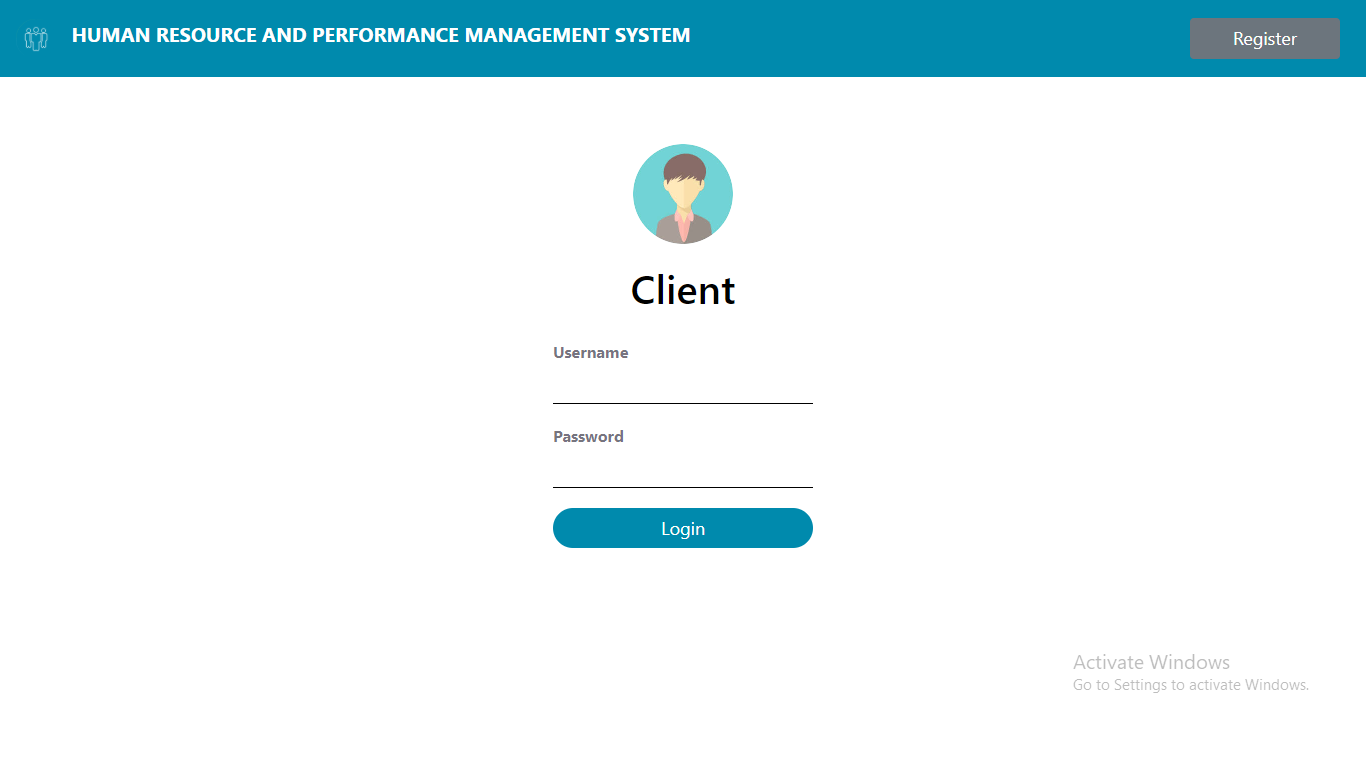 HUMAN RESOURCE AND PERFORMANCE MANAGEMENT SYSTEM
Register
Client
Username
Password
Login
Activate Windows
Go to Settings to activate Windows.